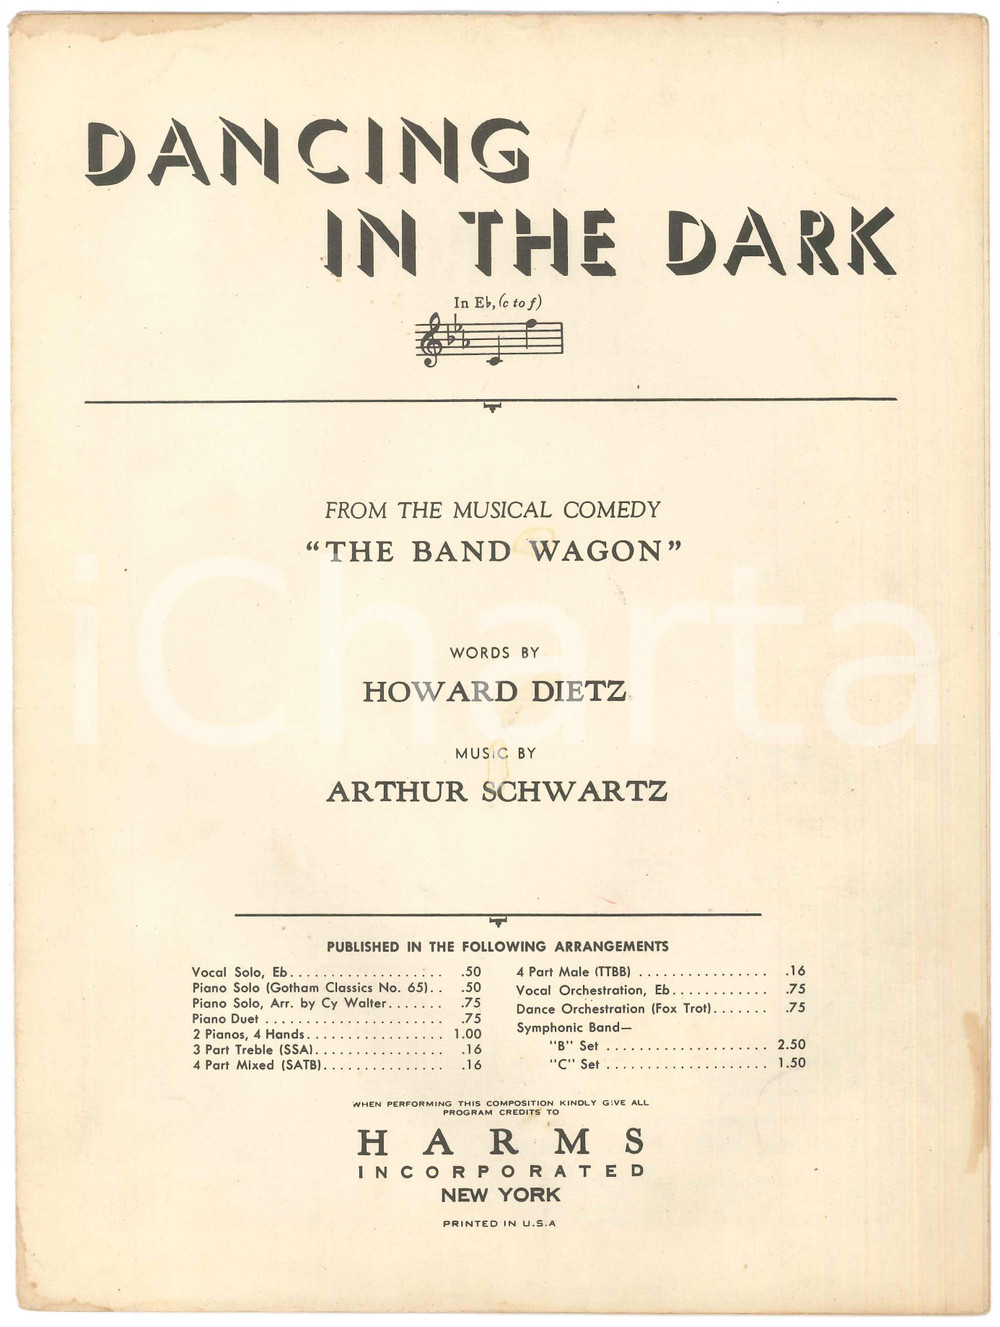 DANCING
IN THE DARK
In E♭, (c to f)
FROM THE MUSICAL COMEDY
"THE BAND WAGON"
iCharta
WORDS BY
HOWARD DIETZ
MUSIC BY
ARTHUR SCHWARTZ
PUBLISHED IN THE FOLLOWING ARRANGEMENTS
Vocal Solo, E♭................... .50
Piano Solo (Gotham Classics No. 65).. .50
Piano Solo, Arr. by Cy Walter....... .75
Piano Duet ....................... .75
2 Pianos, 4 Hands................. 1.00
3 Part Treble (SSA)................ .16
4 Part Mixed (SATB)............... .16
4 Part Male (TTBB) ................ .16
Vocal Orchestration, E♭............ .75
Dance Orchestration (Fox Trot)....... .75
Symphonic Band—
"B" Set .................... 2.50
"C" Set .................... 1.50
WHEN PERFORMING THIS COMPOSITION KINDLY GIVE ALL
PROGRAM CREDITS TO
HARMS
INCORPORATED
NEW YORK
PRINTED IN U.S.A